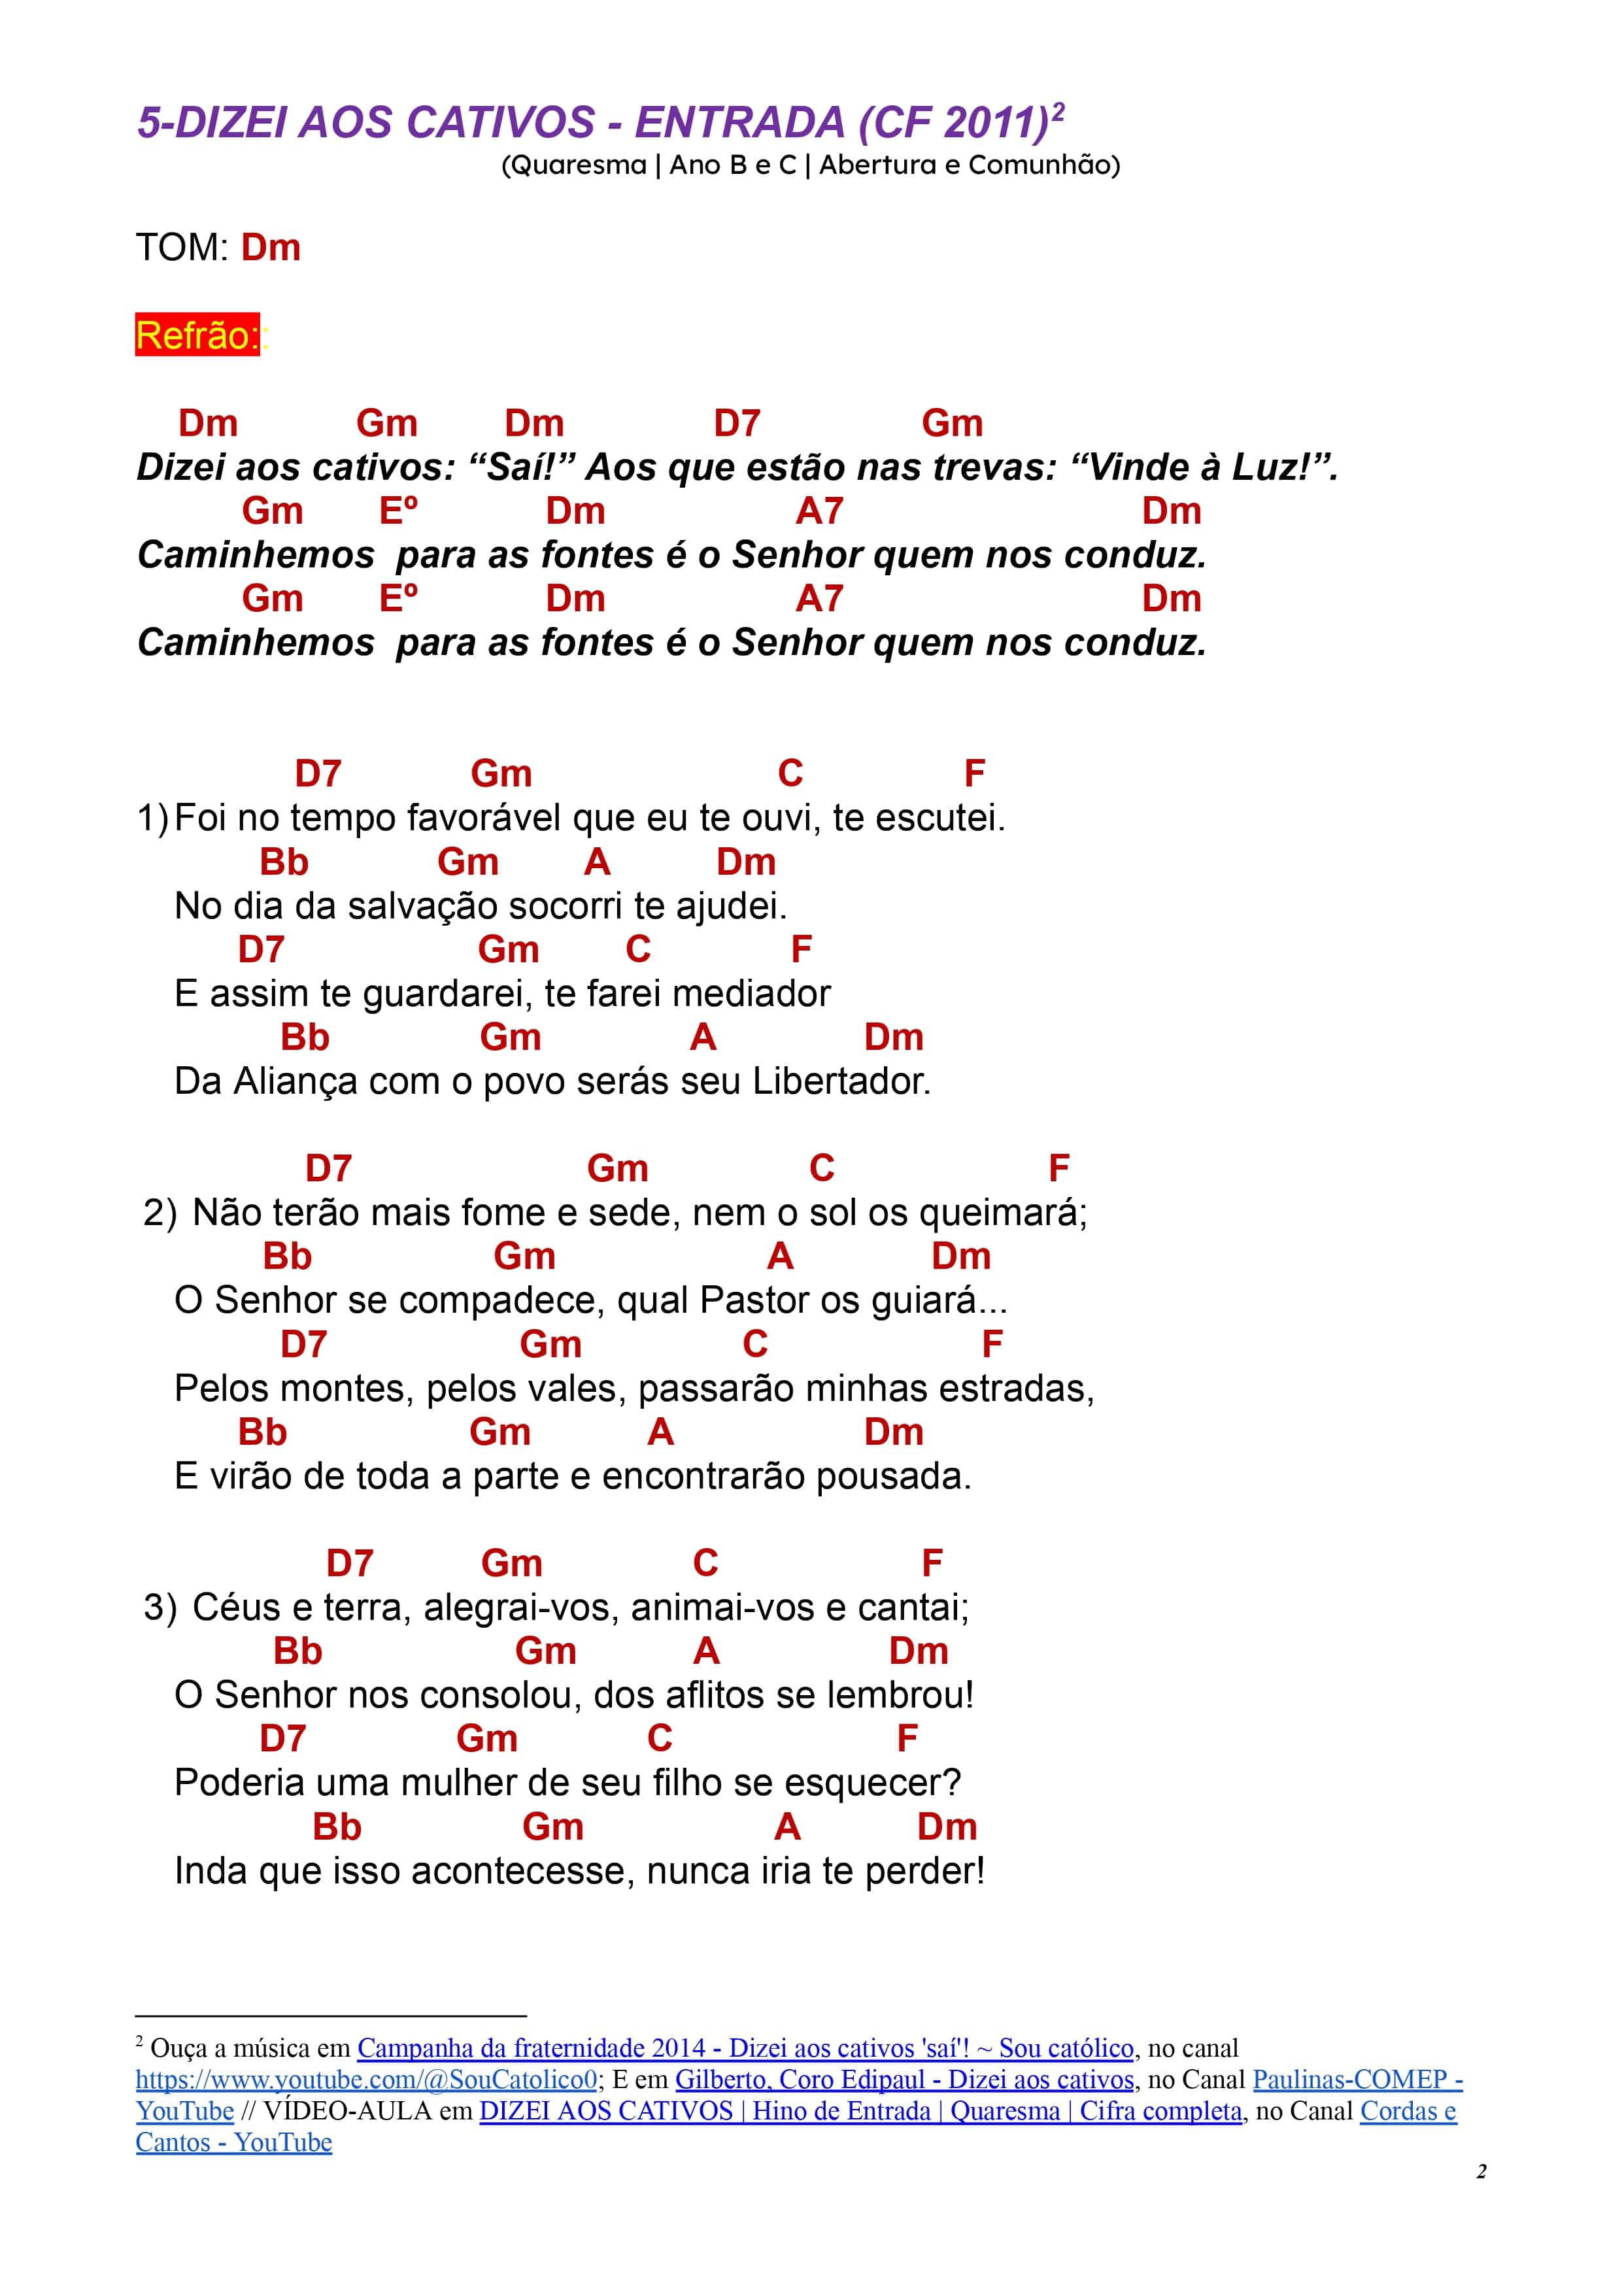 5-DIZEI AOS CATIVOS - ENTRADA (CF 2011)²
(Quaresma | Ano B e C | Abertura e Comunhão)
TOM: Dm
Refrão::
Dm Gm Dm D7 Gm
Dizei aos cativos: “Saí!” Aos que estão nas trevas: “Vinde à Luz!”.
Gm Eº Dm A7 Dm
Caminhemos para as fontes é o Senhor quem nos conduz.
Gm Eº Dm A7 Dm
Caminhemos para as fontes é o Senhor quem nos conduz.
D7 Gm C F
1) Foi no tempo favorável que eu te ouvi, te escutei.
Bb Gm A Dm
No dia da salvação socorri te ajudei.
D7 Gm C F
E assim te guardarei, te farei mediador
Bb Gm A Dm
Da Aliança com o povo serás seu Libertador.
D7 Gm C F
2) Não terão mais fome e sede, nem o sol os queimará;
Bb Gm A Dm
O Senhor se compadece, qual Pastor os guiará...
D7 Gm C F
Pelos montes, pelos vales, passarão minhas estradas,
Bb Gm A Dm
E virão de toda a parte e encontrarão pousada.
D7 Gm C F
3) Céus e terra, alegrai-vos, animai-vos e cantai;
Bb Gm A Dm
O Senhor nos consolou, dos aflitos se lembrou!
D7 Gm C F
Poderia uma mulher de seu filho se esquecer?
Bb Gm A Dm
Inda que isso acontecesse, nunca iria te perder!
² Ouça a música em Campanha da fraternidade 2014 - Dizei aos cativos 'saí'! ~ Sou católico, no canal
https://www.youtube.com/@SouCatolico0; E em Gilberto, Coro Edipaul - Dizei aos cativos, no Canal Paulinas-COMEP -
YouTube // VÍDEO-AULA em DIZEI AOS CATIVOS | Hino de Entrada | Quaresma | Cifra completa, no Canal Cordas e
Cantos - YouTube
2